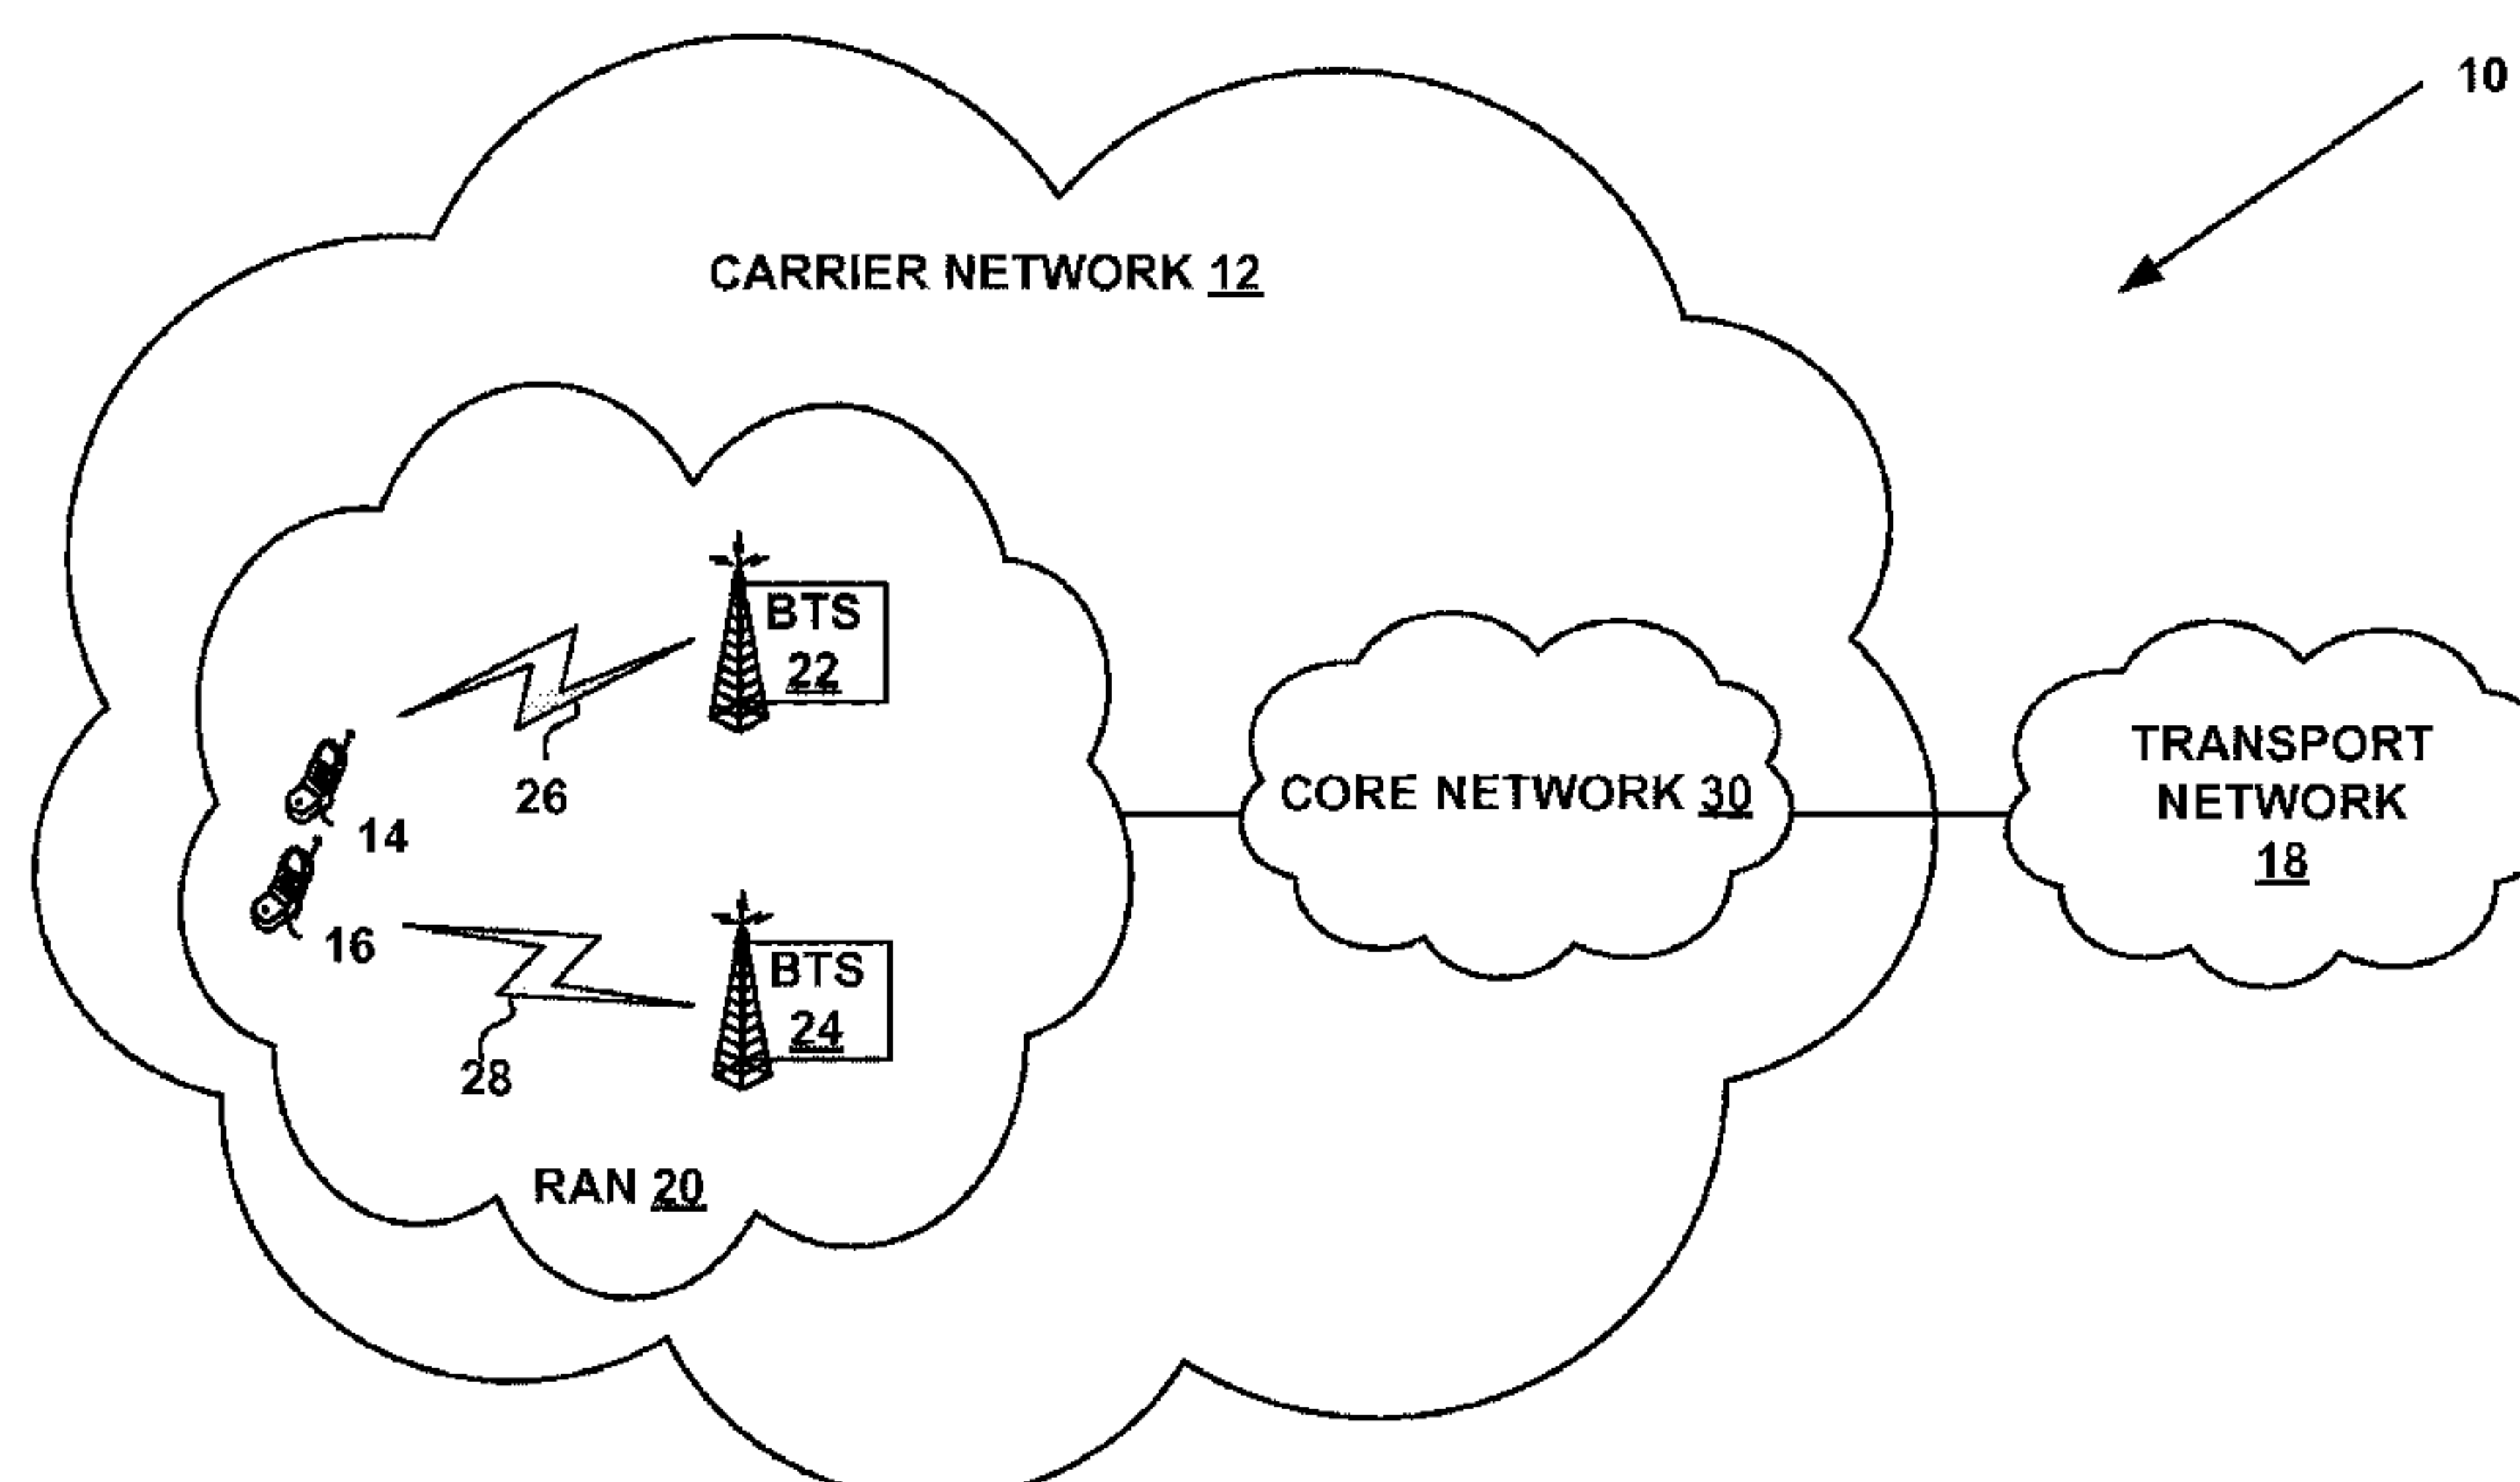 10
CARRIER NETWORK 12
BTS
22
26
14
CORE NETWORK 30
TRANSPORT
NETWORK
18
16
BTS
24
28
RAN 20